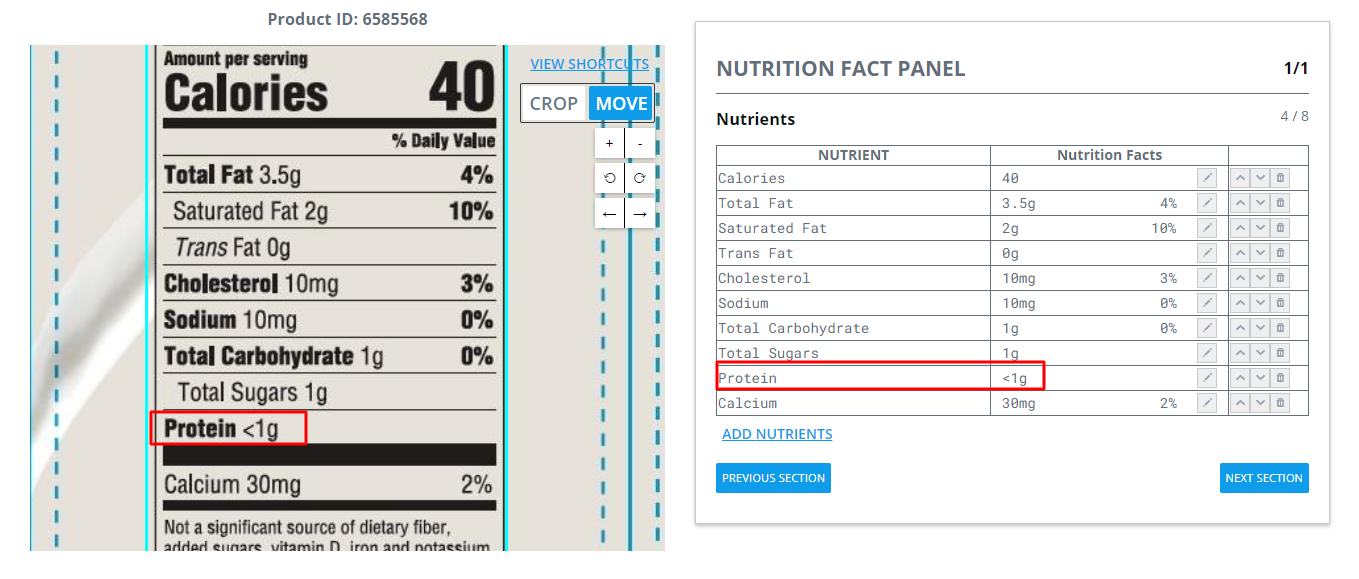 Product ID: 6585568
Amount per serving
Calories 40
% Daily Value
Total Fat 3.5g 4%
Saturated Fat 2g 10%
Trans Fat 0g
Cholesterol 10mg 3%
Sodium 10mg 0%
Total Carbohydrate 1g 0%
Total Sugars 1g
Protein <1g
Calcium 30mg 2%
Not a significant source of dietary fiber,
added sugars, vitamin D, iron and potassium
VIEW SHORTCUTS
CROP MOVE
+ -
← →
NUTRITION FACT PANEL 1/1
Nutrients 4 / 8
NUTRIENT Nutrition Facts
Calories 40
Total Fat 3.5g 4%
Saturated Fat 2g 10%
Trans Fat 0g
Cholesterol 10mg 3%
Sodium 10mg 0%
Total Carbohydrate 1g 0%
Total Sugars 1g
Protein <1g
Calcium 30mg 2%
ADD NUTRIENTS
PREVIOUS SECTION NEXT SECTION